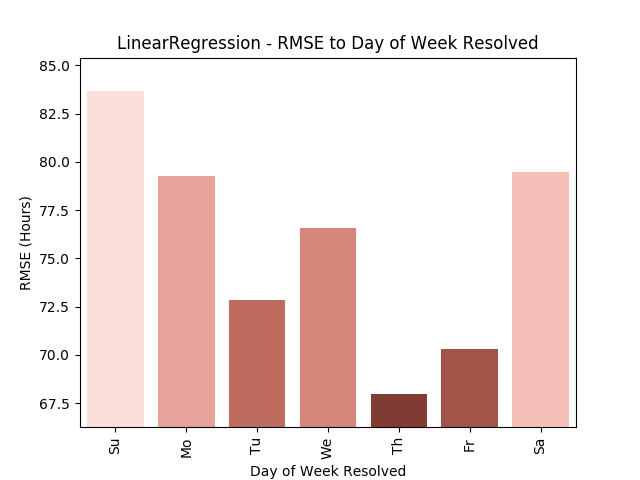 LinearRegression - RMSE to Day of Week Resolved
85.0
82.5
80.0
77.5
75.0
72.5
70.0
67.5
RMSE (Hours)
Su
Mo
Tu
We
Th
Fr
Sa
Day of Week Resolved